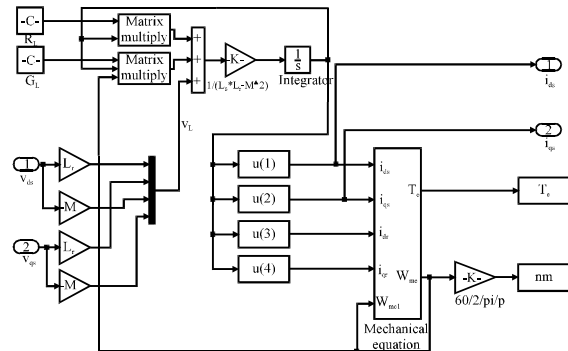 -C-
R_L
-C-
G_L
Matrix multiply
Matrix multiply
+
+
+
-K-
1/(L_s*L_r-M^2)
1/s
Integrator
1
i_ds
2
i_qs
v_L
1
v_ds
L_r
-M
2
v_qs
L_r
-M
u(1)
u(2)
u(3)
u(4)
i_ds
i_qs
i_ds
i_qr
W_me1
T_e
W_me
Mechanical equation
T_e
-K-
60/2/pi/p
nm